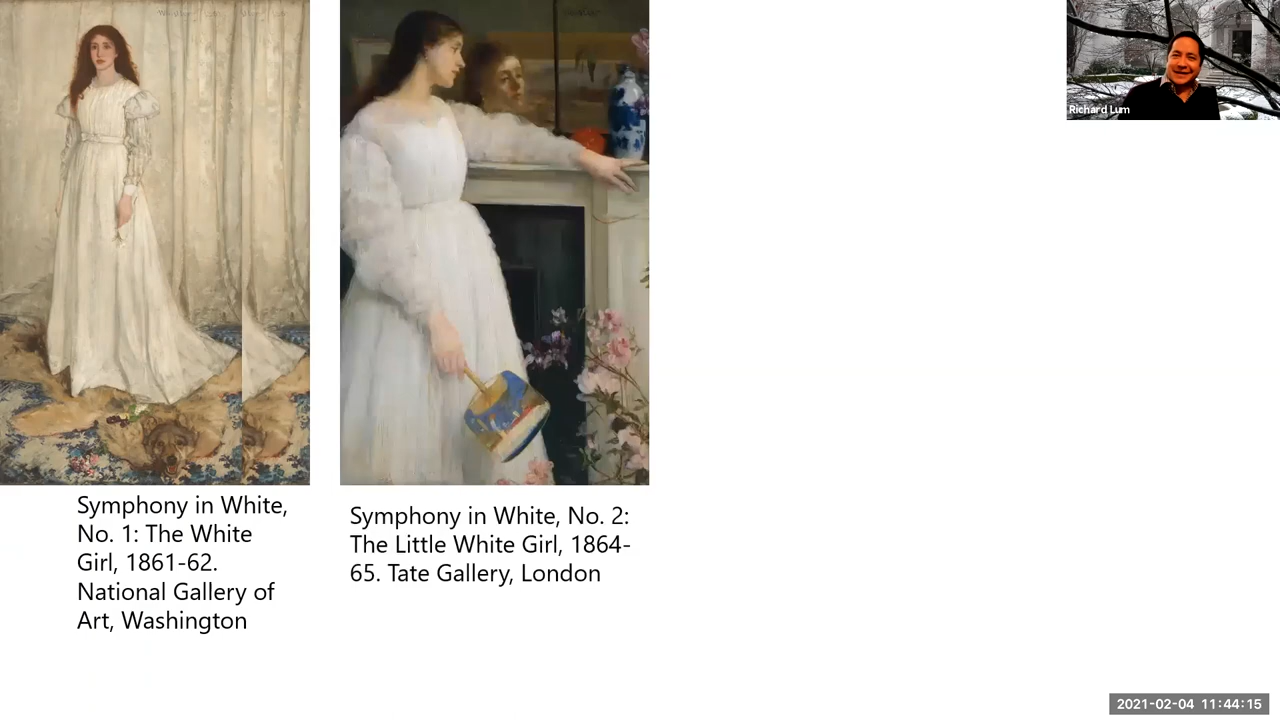 Symphony in White,
No. 1: The White
Girl, 1861-62.
National Gallery of
Art, Washington
Symphony in White, No. 2:
The Little White Girl, 1864-
65. Tate Gallery, London
Richard Lum
2021-02-04 11:44:15